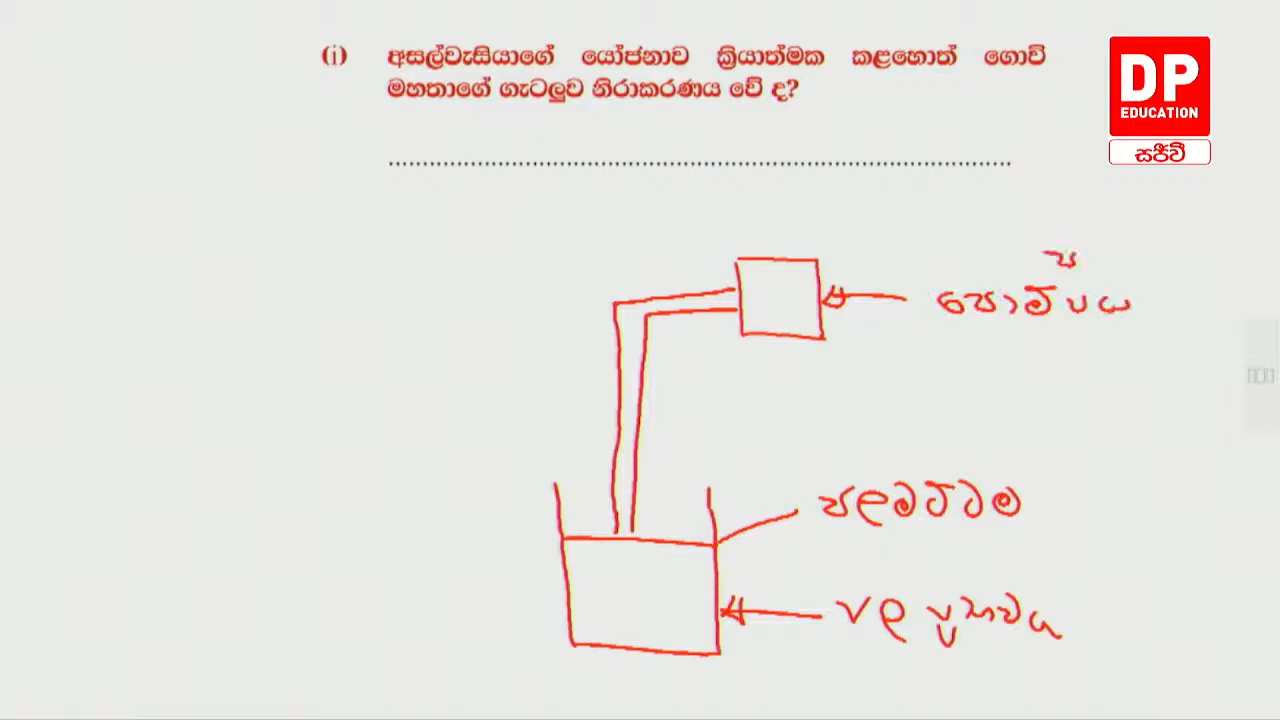 (i) අසල්වැසියාගේ යෝජනාව ක්‍රියාත්මක කළහොත් ගොවි
මහතාගේ ගැටලුව නිරාකරණය වේ ද?
DP
EDUCATION
සජීවී
ප
පොම්පය
ජලමට්ටම
ජල ප්‍රභවය